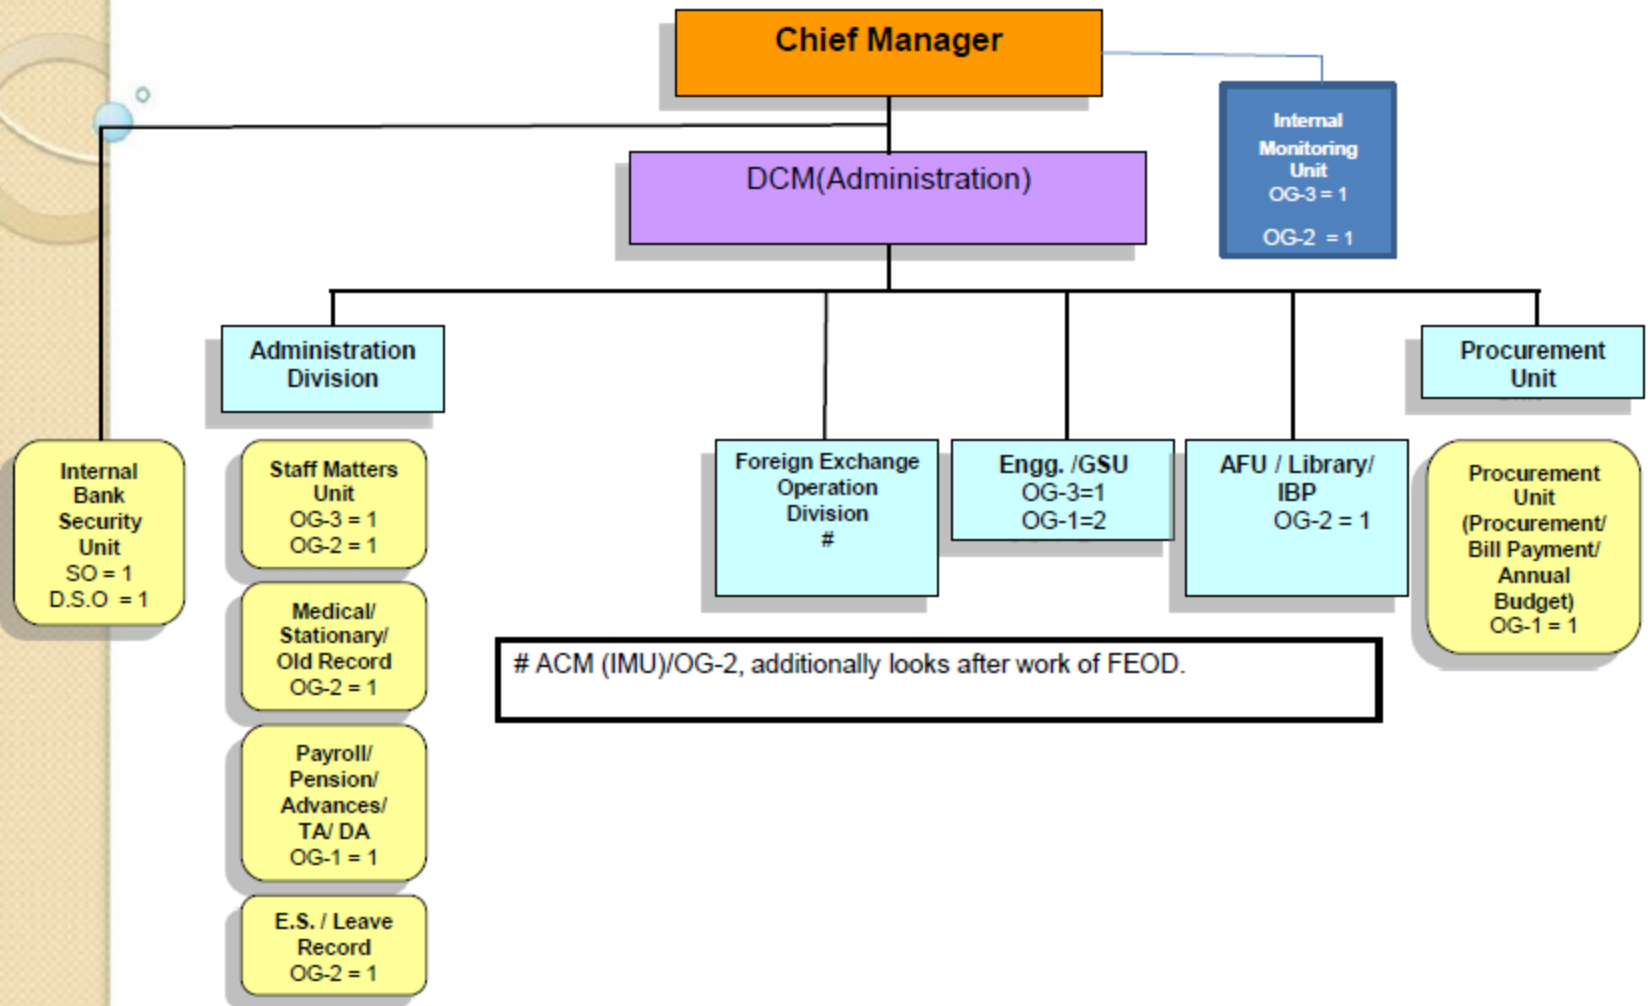 Chief Manager
Internal
Monitoring
Unit
OG-3 = 1
OG-2 = 1
DCM(Administration)
Administration
Division
Procurement
Unit
Internal
Bank
Security
Unit
SO = 1
D.S.O = 1
Staff Matters
Unit
OG-3 = 1
OG-2 = 1
Medical/
Stationary/
Old Record
OG-2 = 1
Payroll/
Pension/
Advances/
TA/ DA
OG-1 = 1
E.S. / Leave
Record
OG-2 = 1
Foreign Exchange
Operation
Division
#
Engg. /GSU
OG-3=1
OG-1=2
AFU / Library/
IBP
OG-2 = 1
Procurement
Unit
(Procurement/
Bill Payment/
Annual
Budget)
OG-1 = 1
# ACM (IMU)/OG-2, additionally looks after work of FEOD.